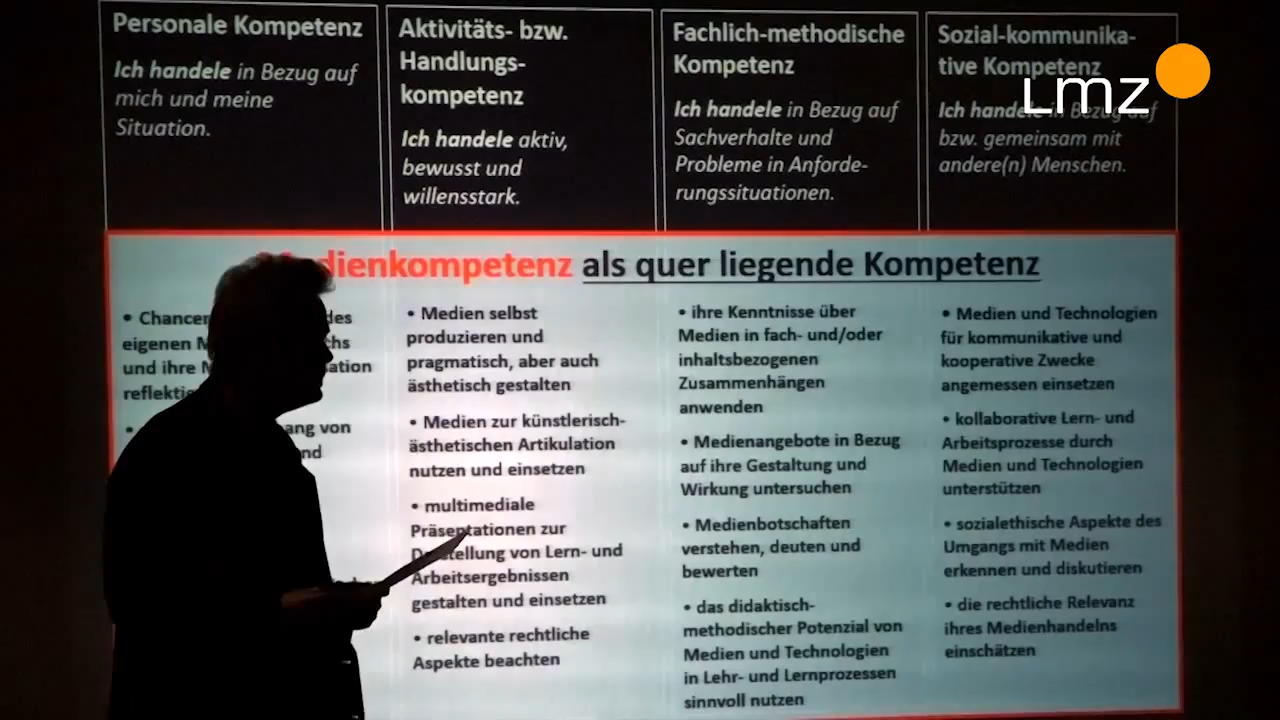 Personale Kompetenz
Ich handele in Bezug auf
mich und meine
Situation.
Aktivitäts- bzw.
Handlungs-
kompetenz
Ich handele aktiv,
bewusst und
willensstark.
Fachlich-methodische
Kompetenz
Ich handele in Bezug auf
Sachverhalte und
Probleme in Anforde-
rungssituationen.
Sozial-kommunika-
tive Kompetenz
Ich handele in Bezug auf
bzw. gemeinsam mit
andere(n) Menschen.
Lmz
Medienkompetenz als quer liegende Kompetenz
• Chancen des
eigenen
und ihre
•
• Medien selbst
produzieren und
pragmatisch, aber auch
ästhetisch gestalten
• Medien zur künstlerisch-
ästhetischen Artikulation
nutzen und einsetzen
• multimediale
Präsentationen zur
Darstellung von Lern- und
Arbeitsergebnissen
gestalten und einsetzen
• relevante rechtliche
Aspekte beachten
• ihre Kenntnisse über
Medien in fach- und/oder
inhaltsbezogenen
Zusammenhängen
anwenden
• Medienangebote in Bezug
auf ihre Gestaltung und
Wirkung untersuchen
• Medienbotschaften
verstehen, deuten und
bewerten
• das didaktisch-
methodischer Potenzial von
Medien und Technologien
in Lehr- und Lernprozessen
sinnvoll nutzen
• Medien und Technologien
für kommunikative und
kooperative Zwecke
angemessen einsetzen
• kollaborative Lern- und
Arbeitsprozesse durch
Medien und Technologien
unterstützen
• sozialethische Aspekte des
Umgangs mit Medien
erkennen und diskutieren
• die rechtliche Relevanz
ihres Medienhandelns
einschätzen